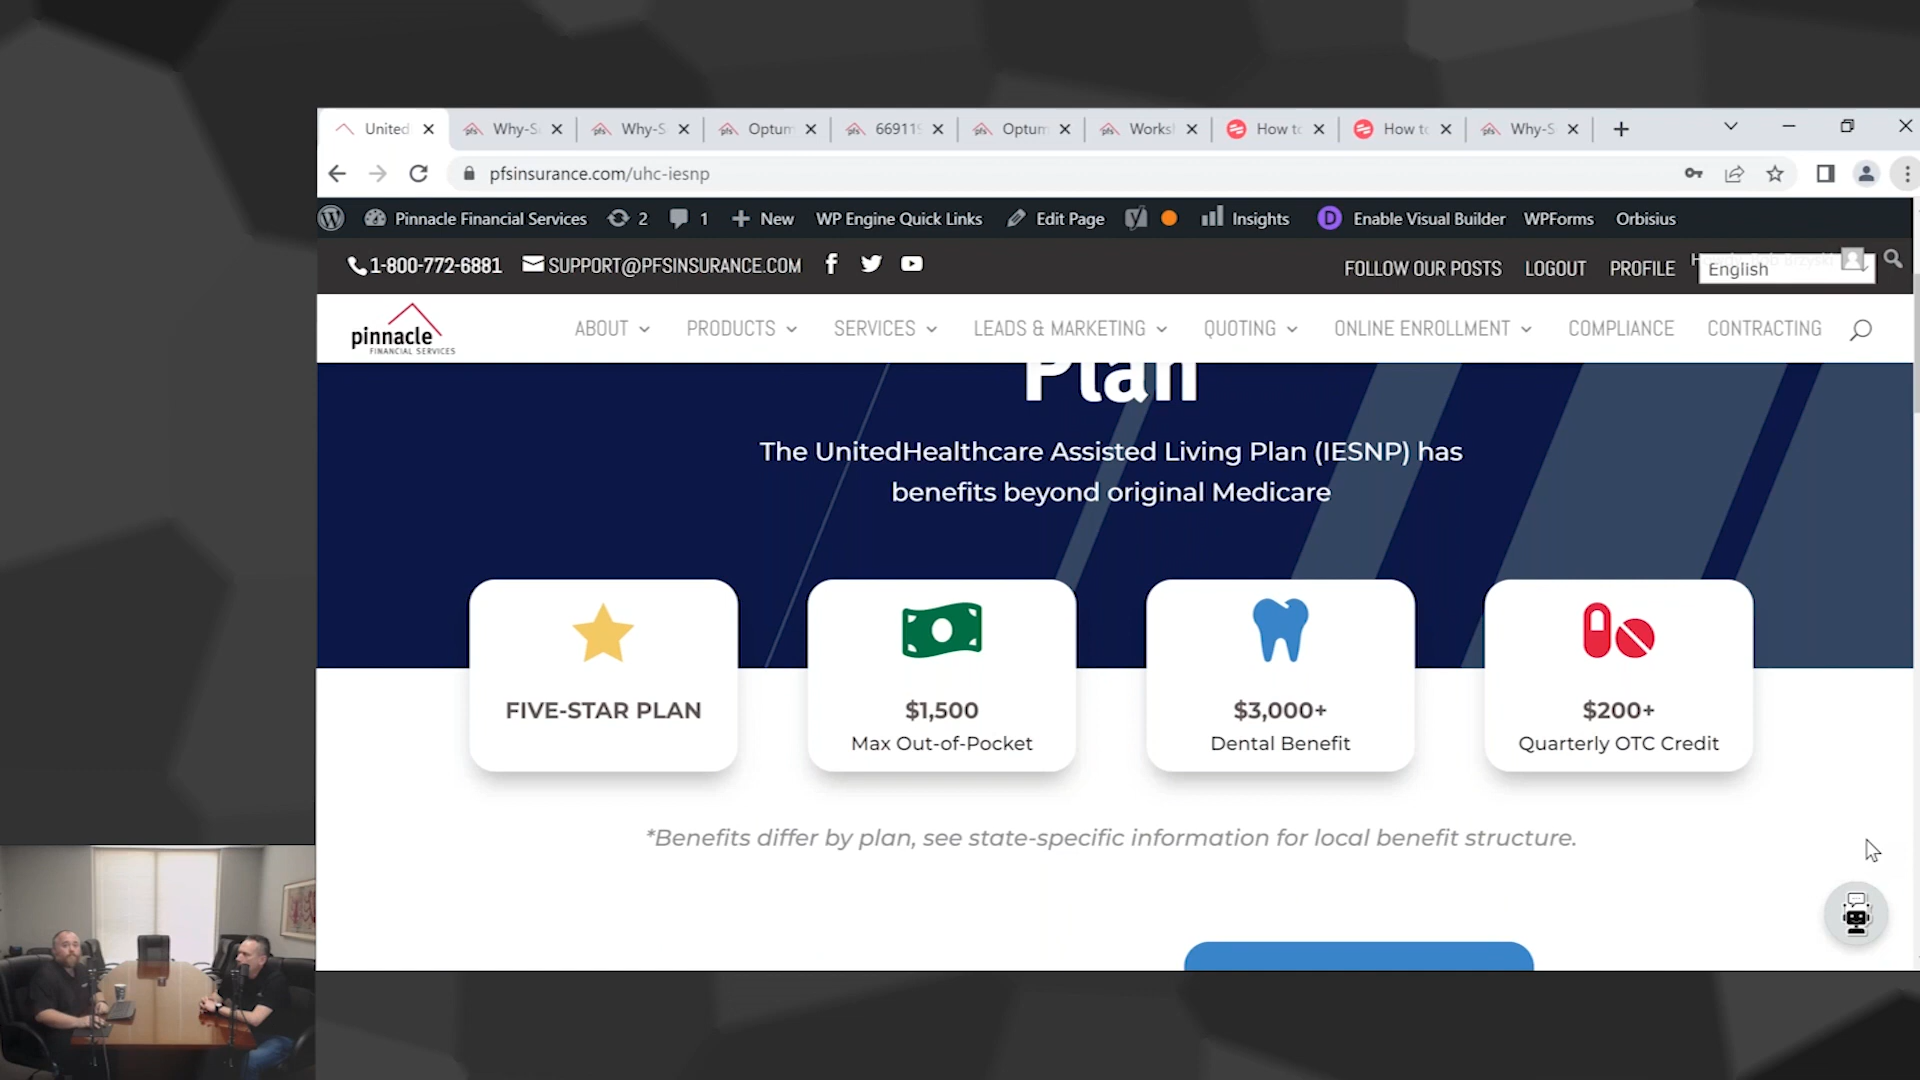 United
Why-S
Why-S
Optum
66911
Optum
Works
How to
How to
Why-S
pfsinsurance.com/uhc-iesnp
Pinnacle Financial Services
2
1
New
WP Engine Quick Links
Edit Page
Insights
D
Enable Visual Builder
WPForms
Orbisius
1-800-772-6881
SUPPORT@PFSINSURANCE.COM
FOLLOW OUR POSTS
LOGOUT
PROFILE
English
pinnacle
FINANCIAL SERVICES
ABOUT
PRODUCTS
SERVICES
LEADS & MARKETING
QUOTING
ONLINE ENROLLMENT
COMPLIANCE
CONTRACTING
Plan
The UnitedHealthcare Assisted Living Plan (IESNP) has
benefits beyond original Medicare
FIVE-STAR PLAN
$1,500
Max Out-of-Pocket
$3,000+
Dental Benefit
$200+
Quarterly OTC Credit
*Benefits differ by plan, see state-specific information for local benefit structure.